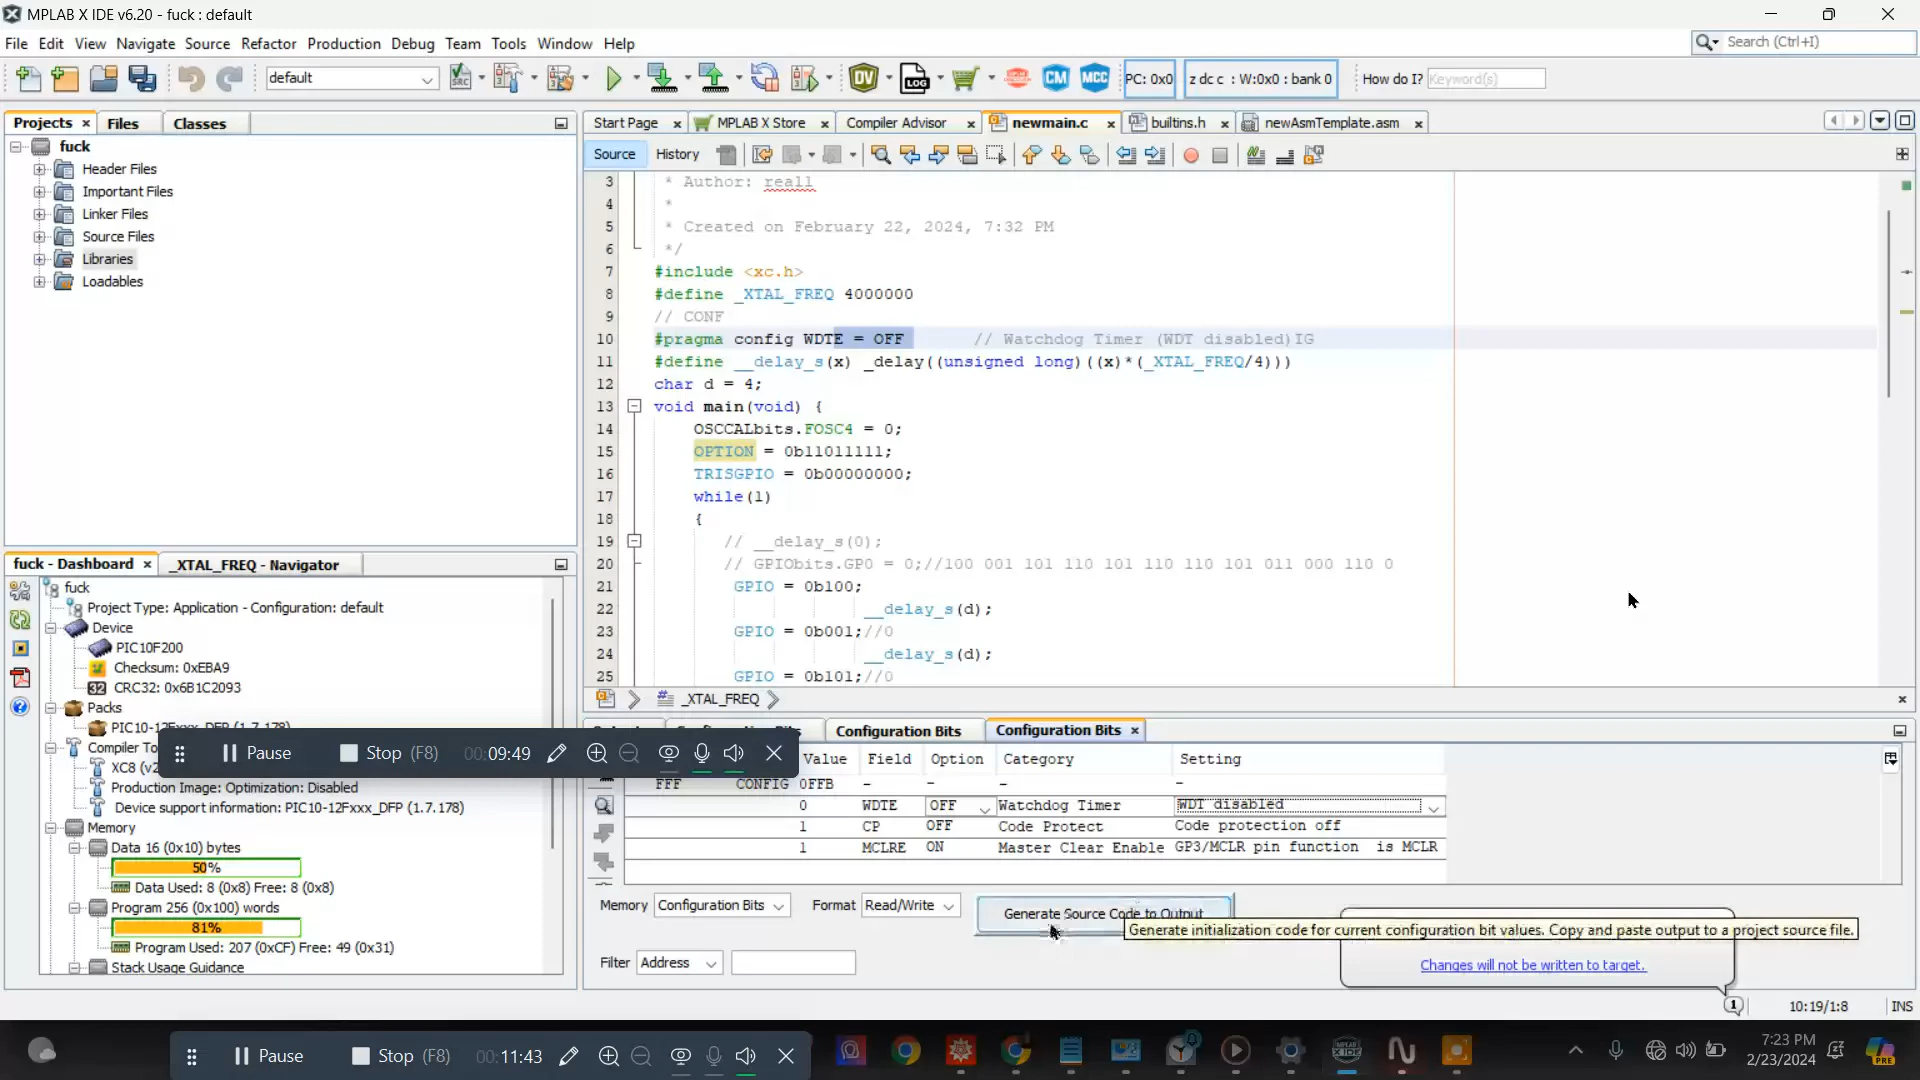 MPLAB X IDE v6.20 - fuck : default
File Edit View Navigate Source Refactor Production Debug Team Tools Window Help
Search (Ctrl+I)
default
PC: 0x0
z dc c : W:0x0 : bank 0
How do I? Keyword(s)
Projects Files Classes
fuck
Header Files
Important Files
Linker Files
Source Files
Libraries
Loadables
Start Page MPLAB X Store Compiler Advisor newmain.c builtins.h newAsmTemplate.asm
Source History
3 * Author: reall
4 *
5 * Created on February 22, 2024, 7:32 PM
6 */
7 #include <xc.h>
8 #define _XTAL_FREQ 4000000
9 // CONF
10 #pragma config WDTE = OFF // Watchdog Timer (WDT disabled)IG
11 #define __delay_s(x) _delay((unsigned long)((x)*(_XTAL_FREQ/4)))
12 char d = 4;
13 void main(void) {
14 OSCCALbits.FOSC4 = 0;
15 OPTION = 0b11011111;
16 TRISGPIO = 0b00000000;
17 while(1)
18 {
19 // __delay_s(0);
20 // GPIObits.GP0 = 0;//100 001 101 110 101 110 110 101 011 000 110 0
21 GPIO = 0b100;
22 __delay_s(d);
23 GPIO = 0b001;//0
24 __delay_s(d);
25 GPIO = 0b101;//0
_XTAL_FREQ
fuck - Dashboard _XTAL_FREQ - Navigator
fuck
Project Type: Application - Configuration: default
Device
PIC10F200
Checksum: 0xEBA9
CRC32: 0x6B1C2093
Packs
PIC10-12Fxxx_DFP (1.7.178)
Compiler To
XC8 (v2
Production Image: Optimization: Disabled
Device support information: PIC10-12Fxxx_DFP (1.7.178)
Memory
Data 16 (0x10) bytes
50%
Data Used: 8 (0x8) Free: 8 (0x8)
Program 256 (0x100) words
81%
Program Used: 207 (0xCF) Free: 49 (0x31)
Stack Usage Guidance
Pause Stop (F8) 00:09:49
Configuration Bits Configuration Bits
Value Field Option Category Setting
FFF CONFIG 0FFB - - - -
0 WDTE OFF Watchdog Timer WDT disabled
1 CP OFF Code Protect Code protection off
1 MCLRE ON Master Clear Enable GP3/MCLR pin function is MCLR
Memory Configuration Bits Format Read/Write Generate Source Code to Output
Generate initialization code for current configuration bit values. Copy and paste output to a project source file.
Filter Address
Changes will not be written to target.
1
10:19/1:8 INS
Pause Stop (F8) 00:11:43
7:23 PM
2/23/2024